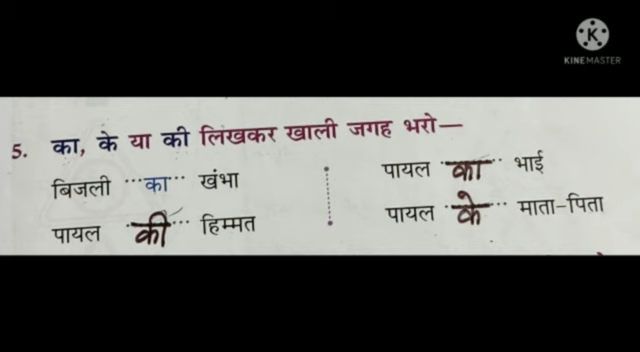 KINEMASTER
5. का, के या की लिखकर खाली जगह भरो—
बिजली ...का... खंभा
पायल ...की... हिम्मत
पायल ...का... भाई
पायल ...के... माता-पिता